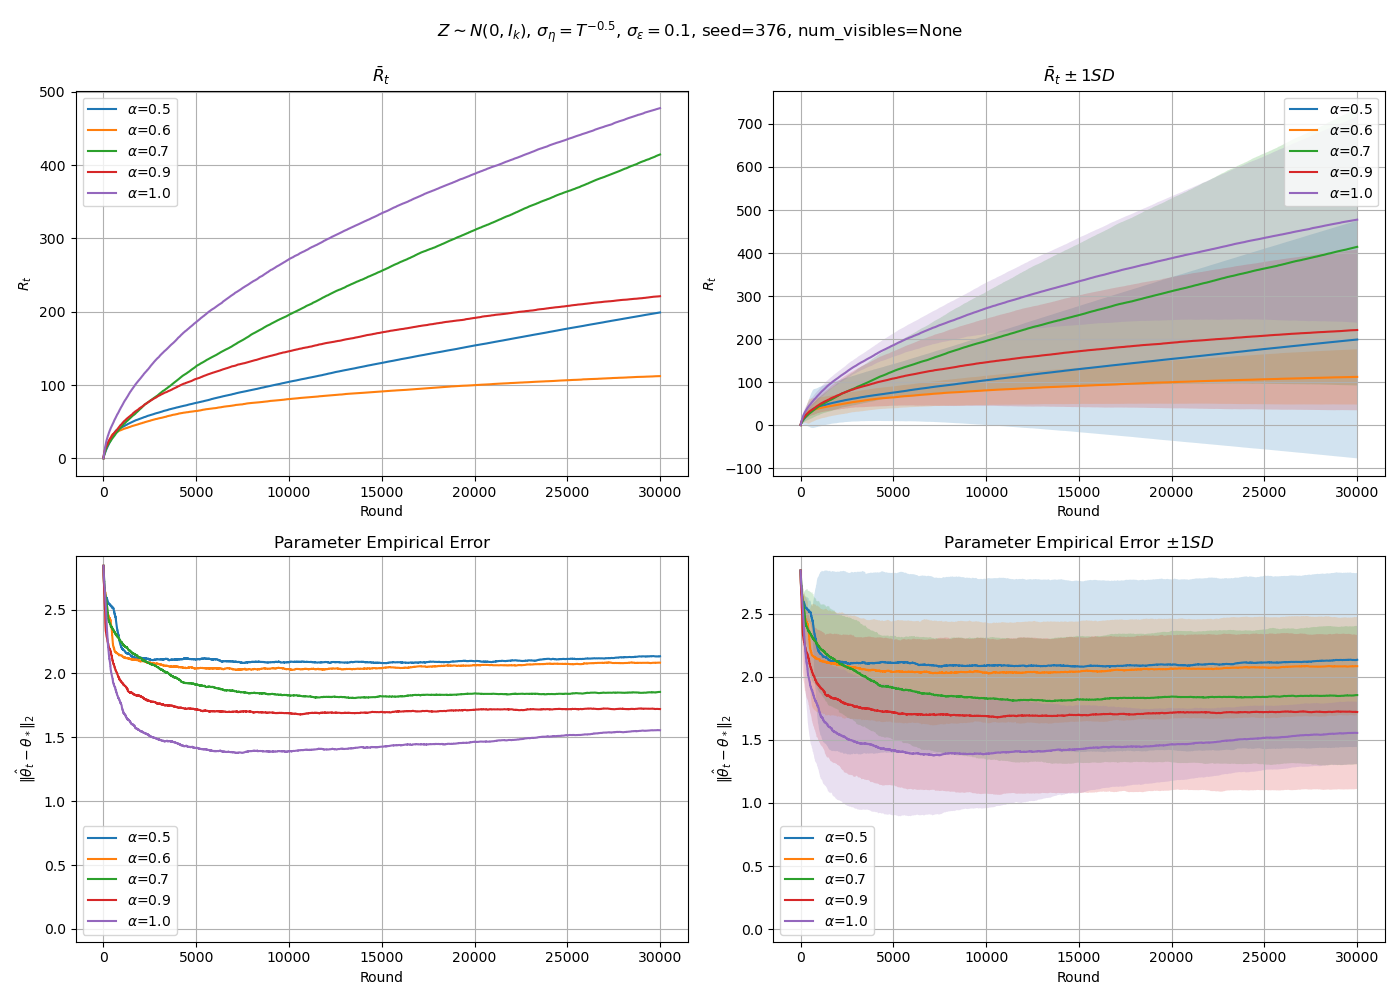 Z ∼ N(0, I_k), σ_η = T^{−0.5}, σ_ε = 0.1, seed=376, num_visibles=None
R̄_t
R_t
500
400
300
200
100
0
α=0.5
α=0.6
α=0.7
α=0.9
α=1.0
0
5000
10000
15000
20000
25000
30000
Round
R̄_t ± 1SD
R_t
700
600
500
400
300
200
100
0
−100
α=0.5
α=0.6
α=0.7
α=0.9
α=1.0
0
5000
10000
15000
20000
25000
30000
Round
Parameter Empirical Error
‖θ̂_t − θ_*‖_2
2.5
2.0
1.5
1.0
0.5
0.0
α=0.5
α=0.6
α=0.7
α=0.9
α=1.0
0
5000
10000
15000
20000
25000
30000
Round
Parameter Empirical Error ±1SD
‖θ̂_t − θ_*‖_2
2.5
2.0
1.5
1.0
0.5
0.0
α=0.5
α=0.6
α=0.7
α=0.9
α=1.0
0
5000
10000
15000
20000
25000
30000
Round